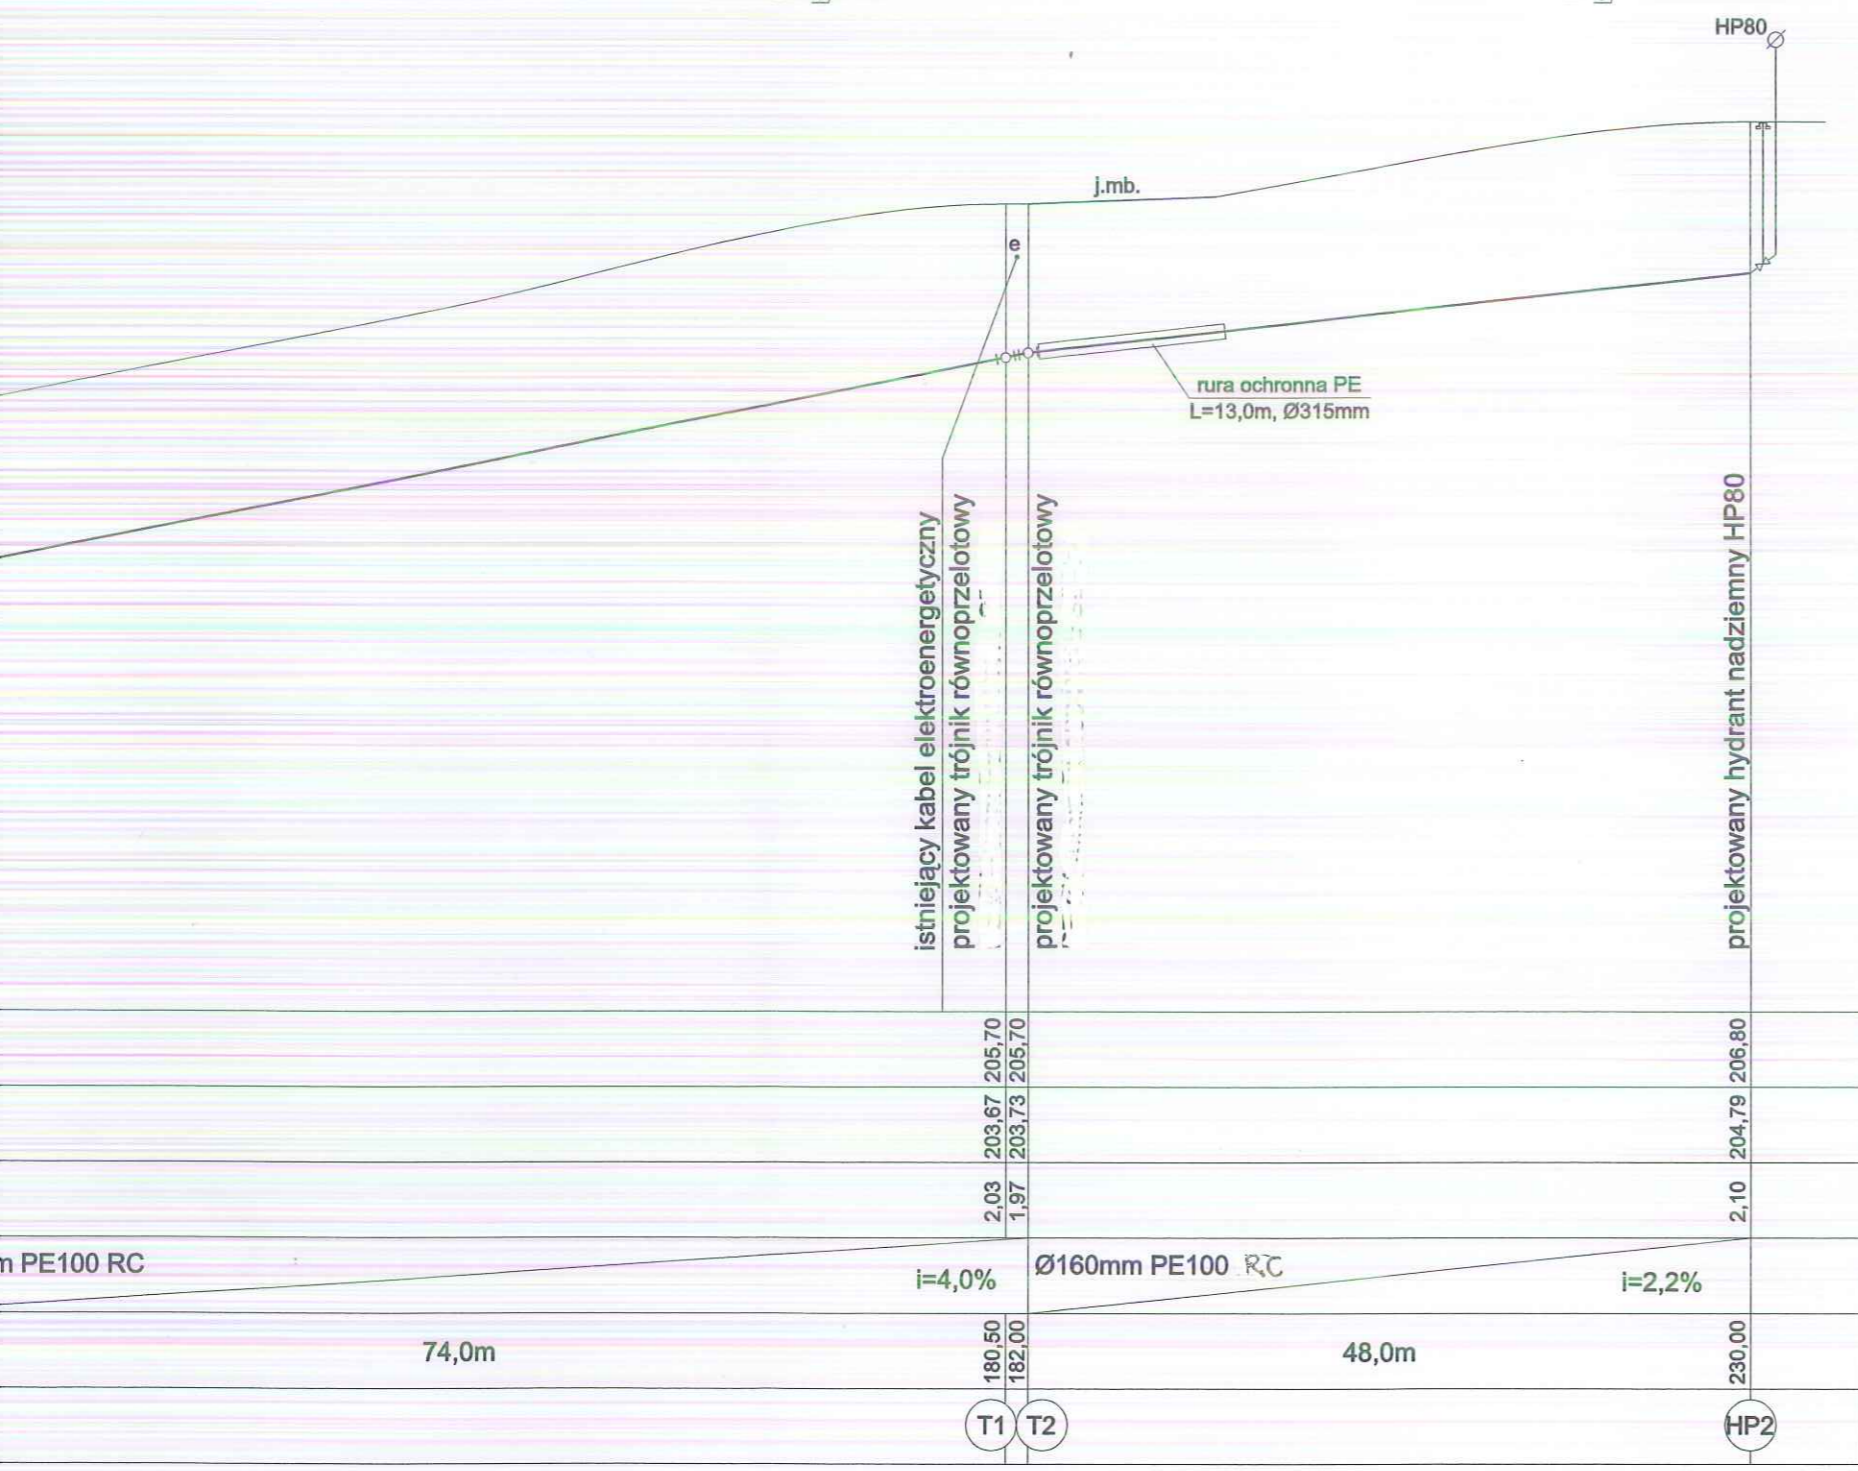 HP80
j.mb.
e
rura ochronna PE
L=13,0m, Ø315mm
istniejący kabel elektroenergetyczny
projektowany trójnik równoprzelotowy
projektowany trójnik równoprzelotowy
projektowany hydrant nadziemny HP80
205,70 205,70 206,80
203,67 203,73 204,79
2,03 1,97 2,10
m PE100 RC i=4,0% Ø160mm PE100 RC i=2,2%
74,0m 180,50 182,00 48,0m 230,00
T1 T2 HP2